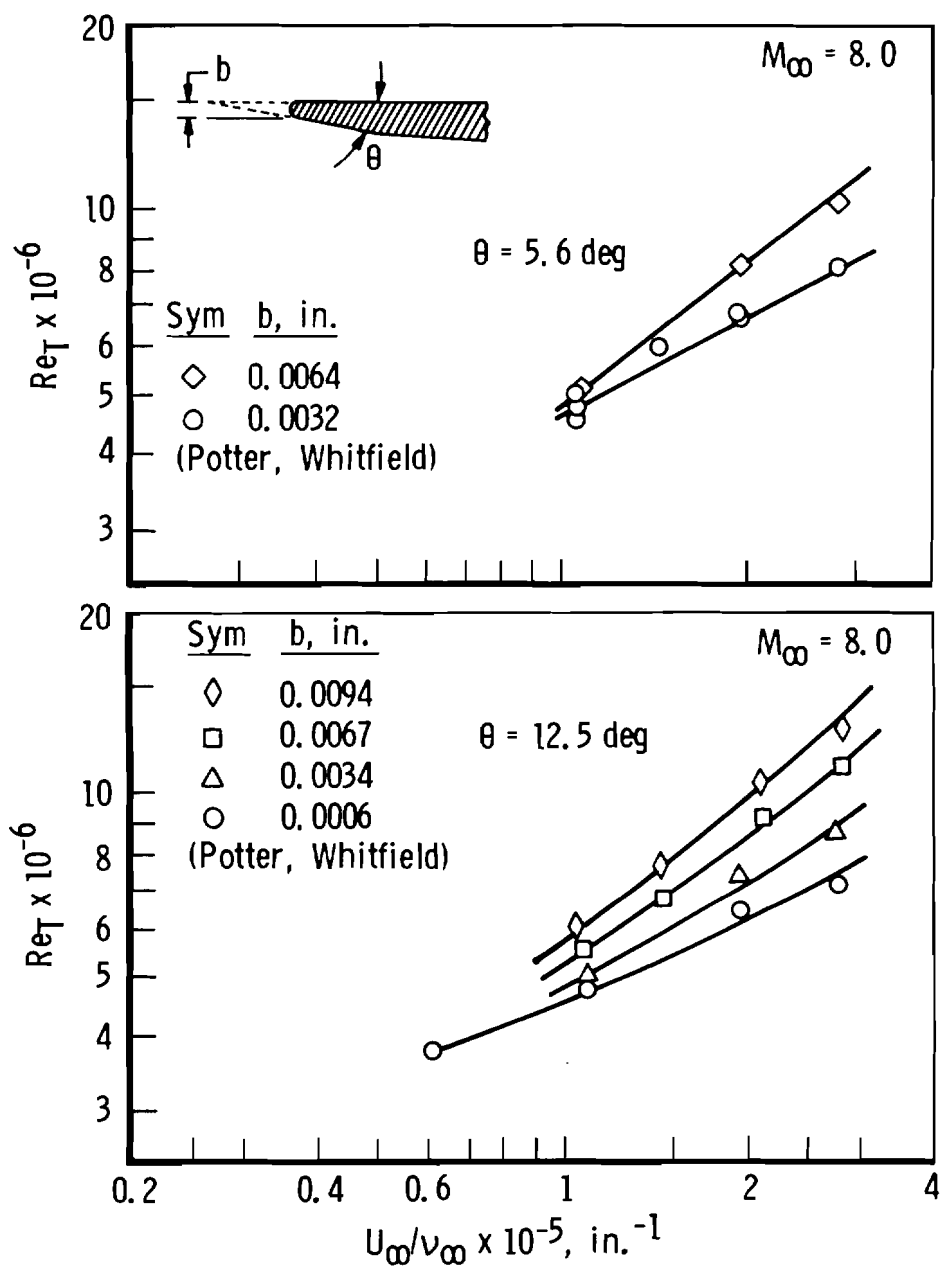 20
M∞ = 8.0
b
θ
10
θ = 5.6 deg
8
Sym b, in.
6
0.0064
5
0.0032
4
(Potter, Whitfield)
3
Re_T x 10^-6
20
Sym b, in.
M∞ = 8.0
0.0094
0.0067
θ = 12.5 deg
0.0034
10
0.0006
8
(Potter, Whitfield)
6
5
4
3
Re_T x 10^-6
0.2 0.4 0.6 1 2 4
U∞/ν∞ x 10^-5, in.^-1